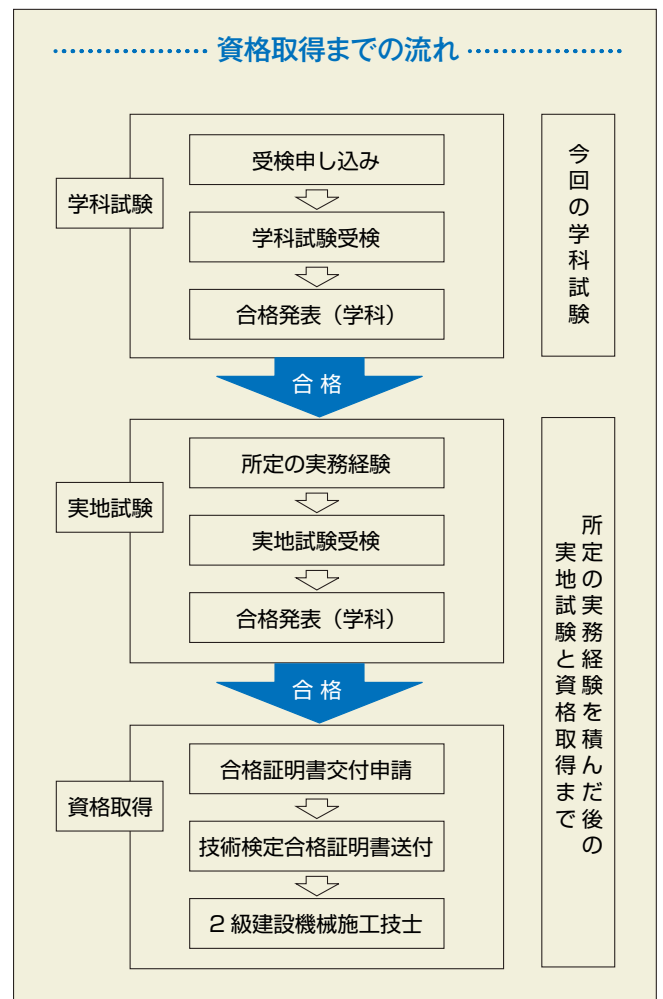 資格取得までの流れ
学科試験
受検申し込み
学科試験受検
合格発表（学科）
今回の学科試験
合格
実地試験
所定の実務経験
実地試験受検
合格発表（学科）
合格
資格取得
合格証明書交付申請
技術検定合格証明書送付
2級建設機械施工技士
所定の実務経験を積んだ後の
実地試験と資格取得まで